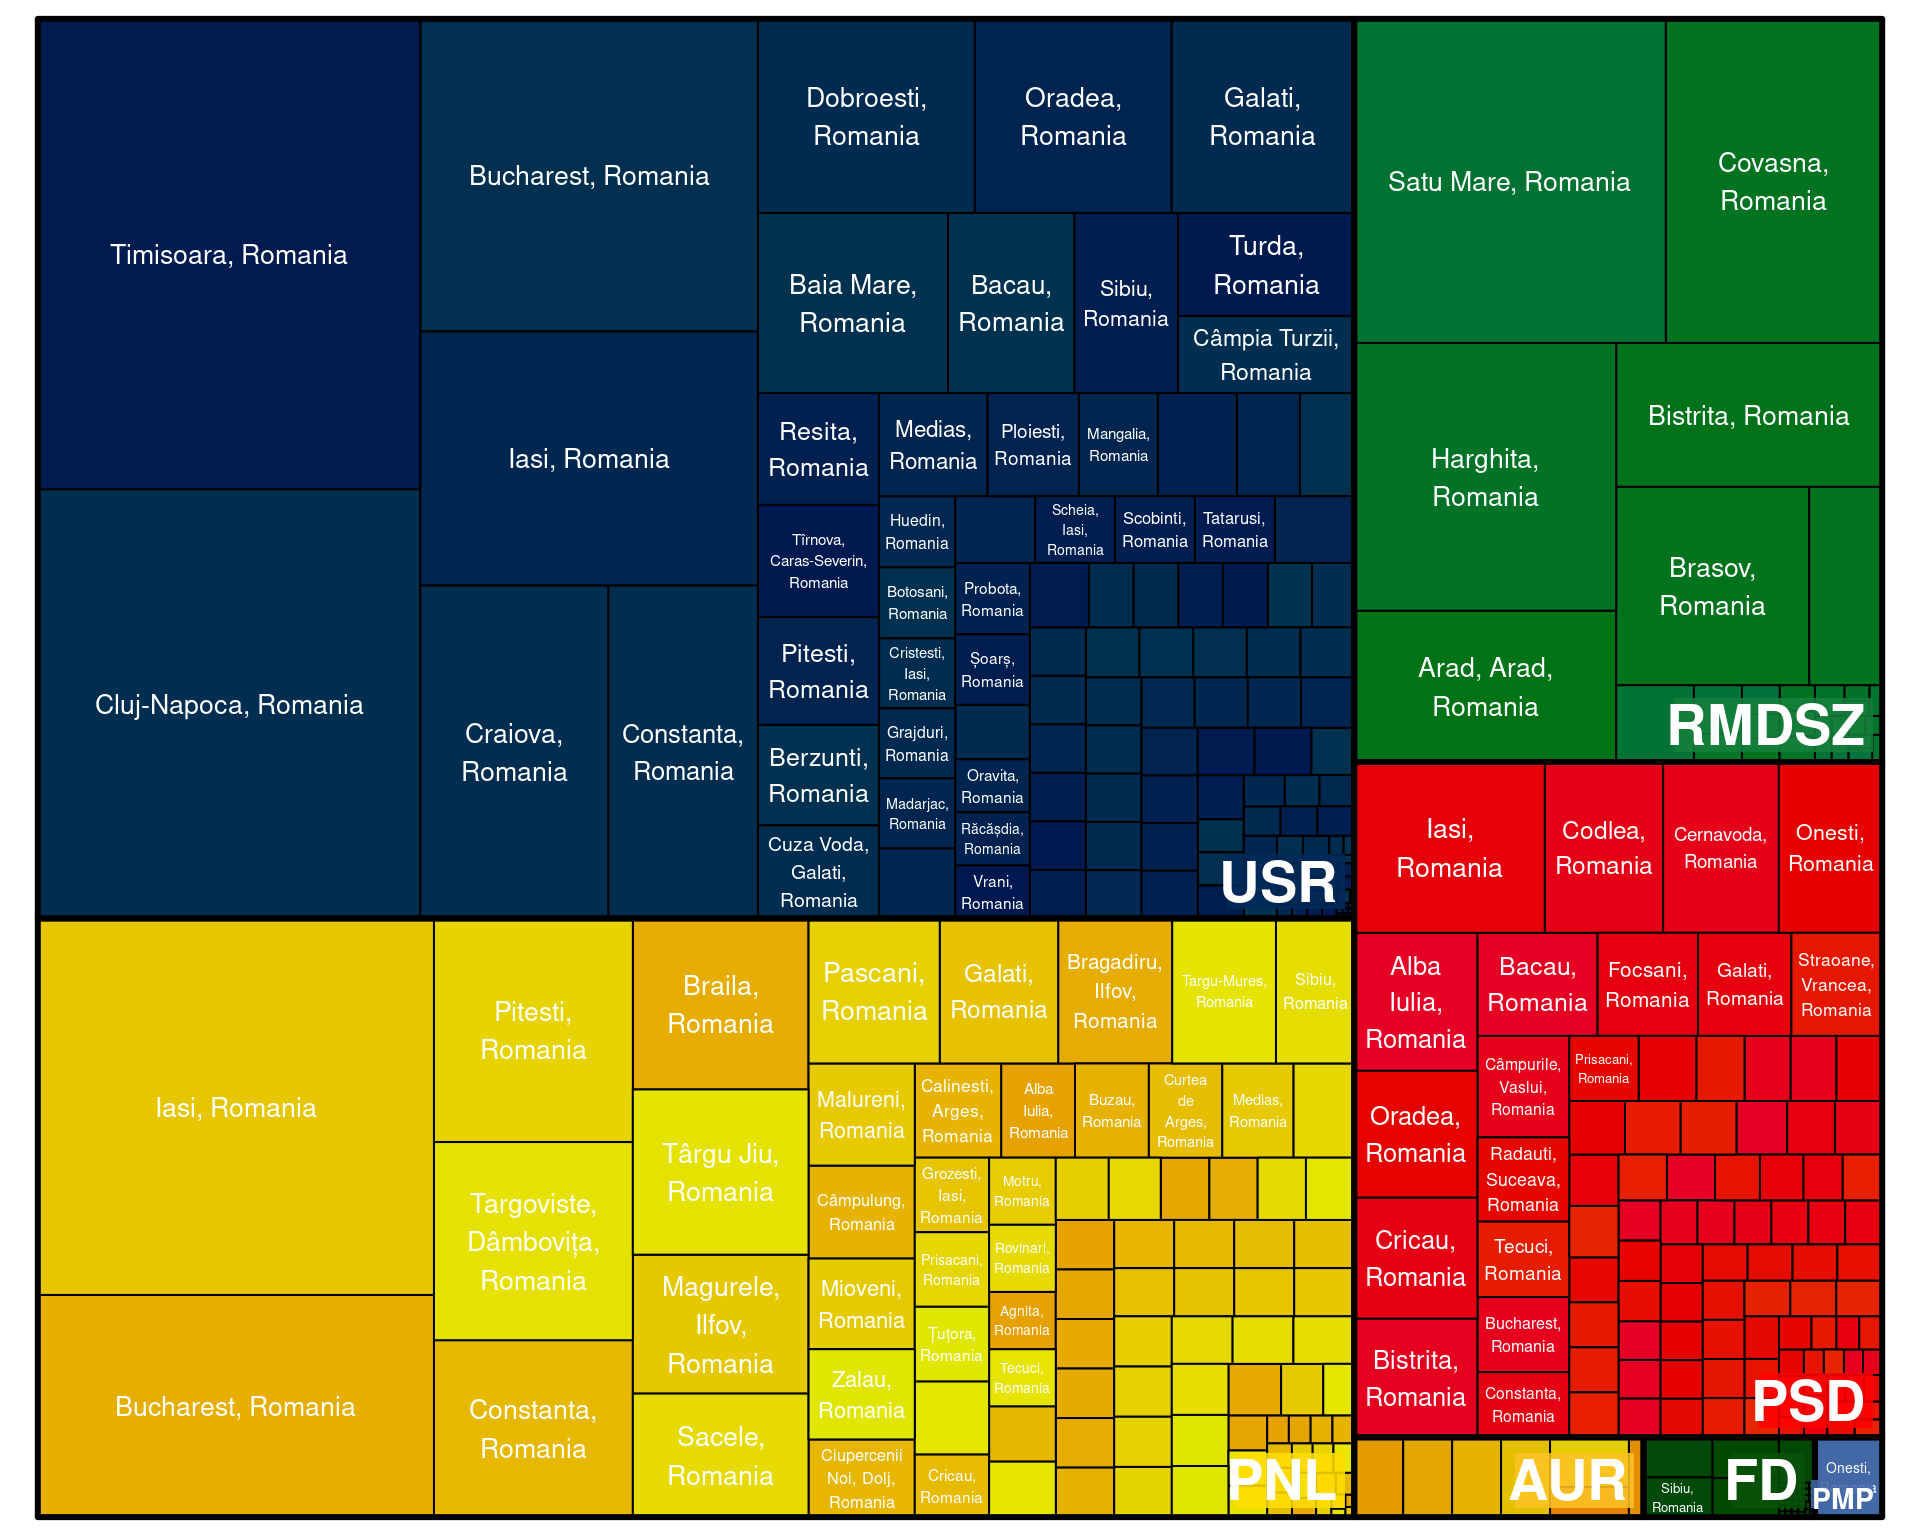 Timisoara, Romania
Cluj-Napoca, Romania
Bucharest, Romania
Iasi, Romania
Craiova,
Romania
Constanta,
Romania
Dobroesti,
Romania
Oradea,
Romania
Galati,
Romania
Baia Mare,
Romania
Bacau,
Romania
Sibiu,
Romania
Turda,
Romania
Câmpia Turzii,
Romania
Resita,
Romania
Tîrnova,
Caras-Severin,
Romania
Pitesti,
Romania
Berzunti,
Romania
Cuza Voda,
Galati,
Romania
Medias,
Romania
Ploiesti,
Romania
Mangalia,
Romania
Huedin,
Romania
Botosani,
Romania
Cristesti,
Iasi,
Romania
Grajduri,
Romania
Madarjac,
Romania
Scheia,
Iasi,
Romania
Scobinti,
Romania
Tatarusi,
Romania
Probota,
Romania
Șoarș,
Romania
Oravita,
Romania
Răcășdia,
Romania
Vrani,
Romania
USR
Satu Mare, Romania
Covasna,
Romania
Harghita,
Romania
Arad, Arad,
Romania
Bistrita, Romania
Brasov,
Romania
RMDSZ
Iasi, Romania
Bucharest, Romania
Pitesti,
Romania
Targoviste,
Dâmbovița,
Romania
Constanta,
Romania
Braila,
Romania
Târgu Jiu,
Romania
Magurele,
Ilfov,
Romania
Sacele,
Romania
Pascani,
Romania
Galati,
Romania
Bragadiru,
Ilfov,
Romania
Targu-Mures,
Romania
Sibiu,
Romania
Malureni,
Romania
Câmpulung,
Romania
Mioveni,
Romania
Zalau,
Romania
Ciupercenii
Noi, Dolj,
Romania
Calinesti,
Arges,
Romania
Alba
Iulia,
Romania
Buzau,
Romania
Curtea
de
Arges,
Romania
Medias,
Romania
Grozesti,
Iasi,
Romania
Prisacani,
Romania
Țuțora,
Romania
Cricau,
Romania
Motru,
Romania
Rovinari,
Romania
Agnita,
Romania
Tecuci,
Romania
PNL
Iasi,
Romania
Codlea,
Romania
Cernavoda,
Romania
Onesti,
Romania
Alba
Iulia,
Romania
Oradea,
Romania
Cricau,
Romania
Bistrita,
Romania
Bacau,
Romania
Focsani,
Romania
Galati,
Romania
Straoane,
Vrancea,
Romania
Câmpurile,
Vaslui,
Romania
Radauti,
Suceava,
Romania
Tecuci,
Romania
Bucharest,
Romania
Constanta,
Romania
Prisacani,
Romania
PSD
AUR
Sibiu,
Romania
FD
Onesti,
PMP